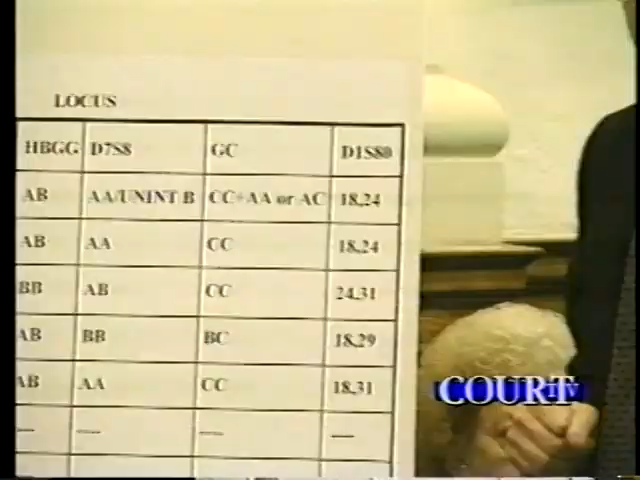 LOCUS
HBGG D7S8 GC D1S80
AB AA/UNINT B CC+AA or AC 18,24
AB AA CC 18,24
BB AB CC 24,31
AB BB BC 18,29
AB AA CC 18,31
— — — —
COURT TV